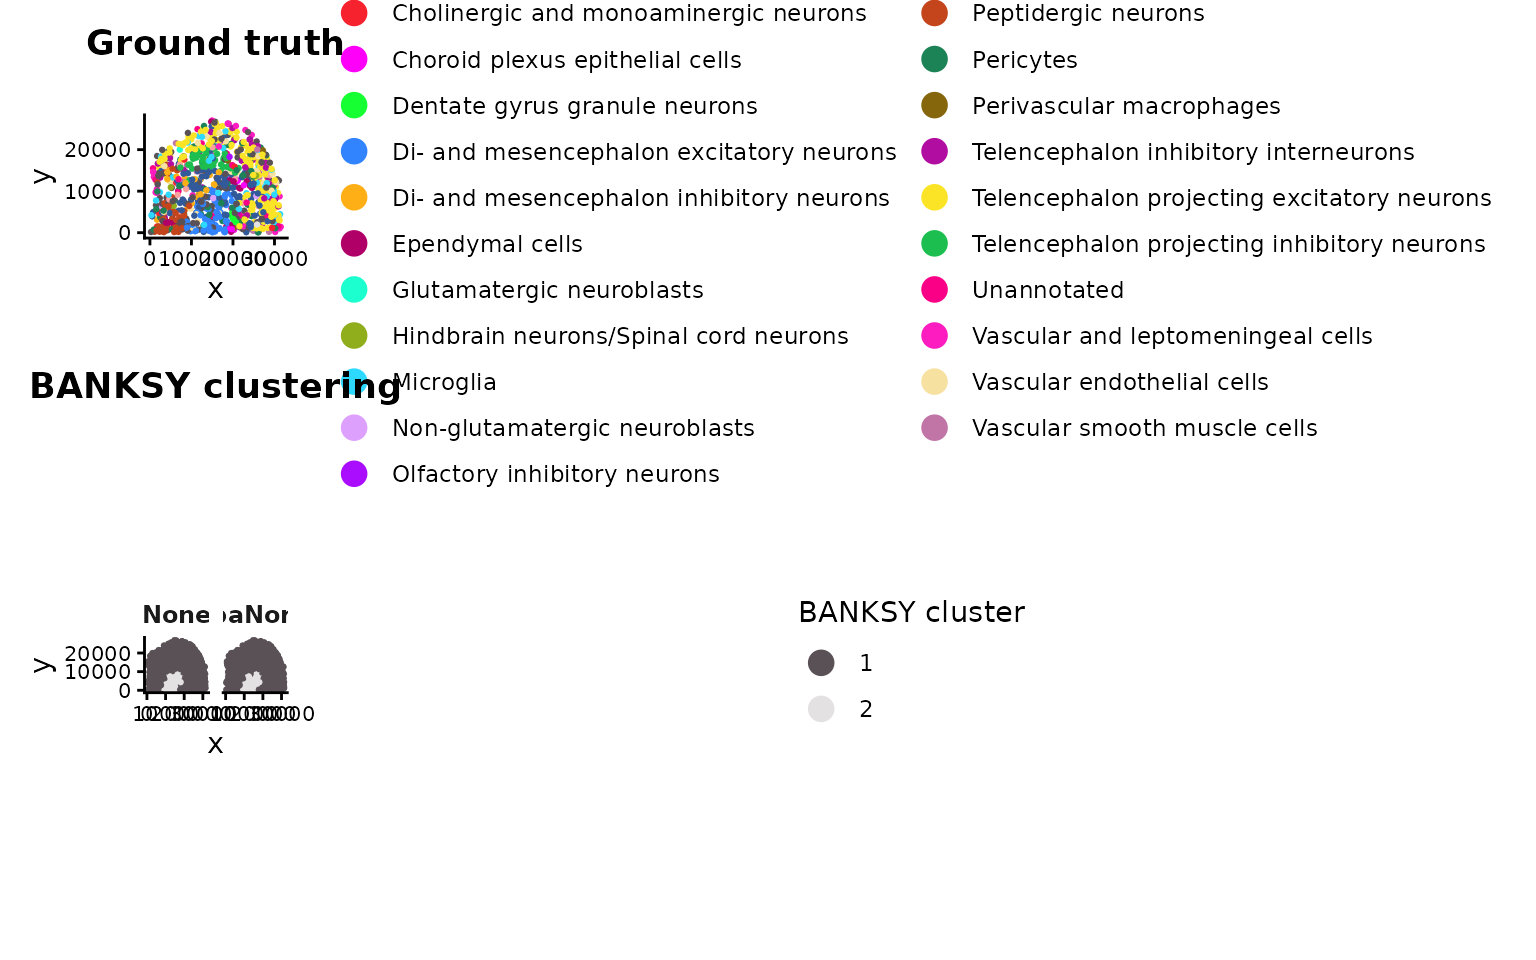 Ground truth
20000
10000
0
y
0
30000
x
Cholinergic and monoaminergic neurons
Choroid plexus epithelial cells
Dentate gyrus granule neurons
Di- and mesencephalon excitatory neurons
Di- and mesencephalon inhibitory neurons
Ependymal cells
Glutamatergic neuroblasts
Hindbrain neurons/Spinal cord neurons
Microglia
Non-glutamatergic neuroblasts
Olfactory inhibitory neurons
Peptidergic neurons
Pericytes
Perivascular macrophages
Telencephalon inhibitory interneurons
Telencephalon projecting excitatory neurons
Telencephalon projecting inhibitory neurons
Unannotated
Vascular and leptomeningeal cells
Vascular endothelial cells
Vascular smooth muscle cells
BANKSY clustering
None
20000
10000
0
y
x
BANKSY cluster
1
2